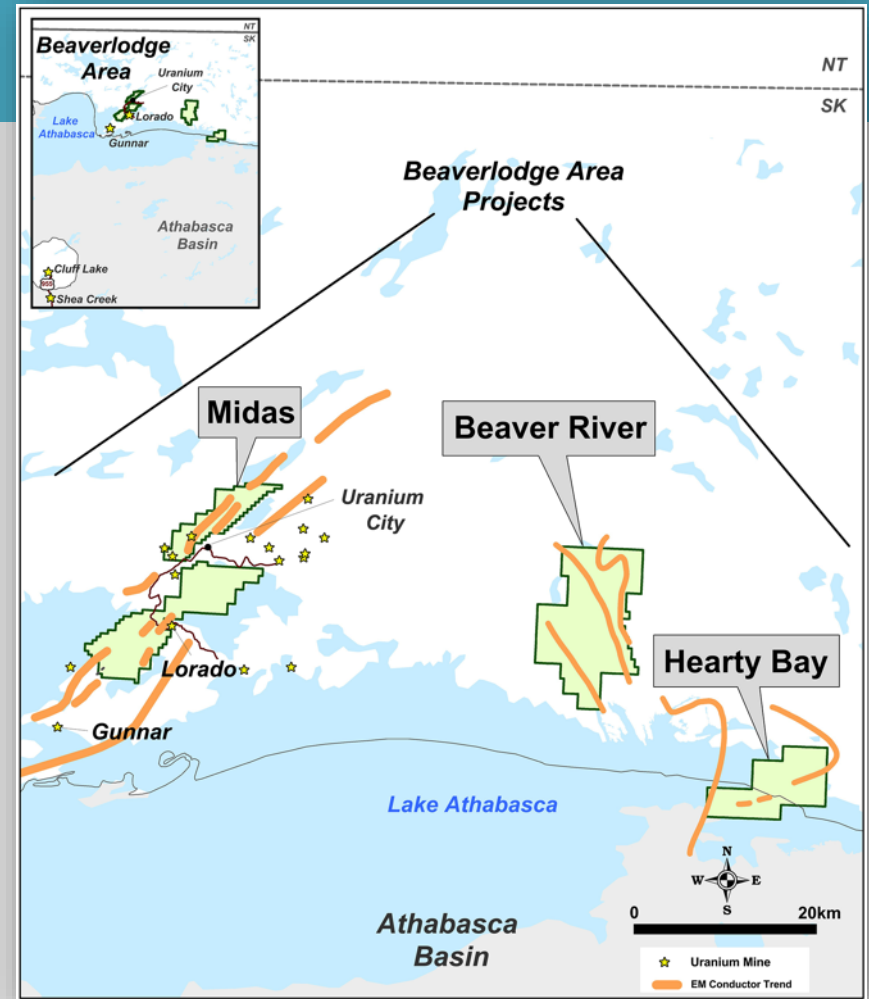 NT
SK
Beaverlodge
Area
Uranium
City
Lorado
Lake
Athabasca
Gunnar
Athabasca
Basin
Cluff Lake
955
Shea Creek
NT
SK
Beaverlodge Area
Projects
Midas
Beaver River
Uranium
City
Hearty Bay
Lorado
Gunnar
Lake Athabasca
Athabasca
Basin
N
W E
S
0 20km
Uranium Mine
EM Conductor Trend